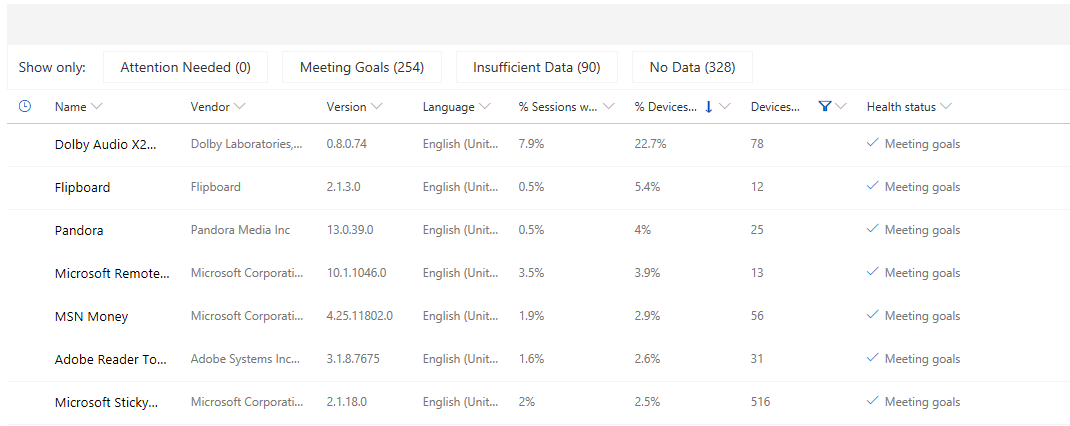 Show only: Attention Needed (0) Meeting Goals (254) Insufficient Data (90) No Data (328)
Name Vendor Version Language % Sessions w... % Devices... Devices... Health status
Dolby Audio X2... Dolby Laboratories,... 0.8.0.74 English (Unit... 7.9% 22.7% 78 Meeting goals
Flipboard Flipboard 2.1.3.0 English (Unit... 0.5% 5.4% 12 Meeting goals
Pandora Pandora Media Inc 13.0.39.0 English (Unit... 0.5% 4% 25 Meeting goals
Microsoft Remote... Microsoft Corporati... 10.1.1046.0 English (Unit... 3.5% 3.9% 13 Meeting goals
MSN Money Microsoft Corporati... 4.25.11802.0 English (Unit... 1.9% 2.9% 56 Meeting goals
Adobe Reader To... Adobe Systems Inc... 3.1.8.7675 English (Unit... 1.6% 2.6% 31 Meeting goals
Microsoft Sticky... Microsoft Corporati... 2.1.18.0 English (Unit... 2% 2.5% 516 Meeting goals